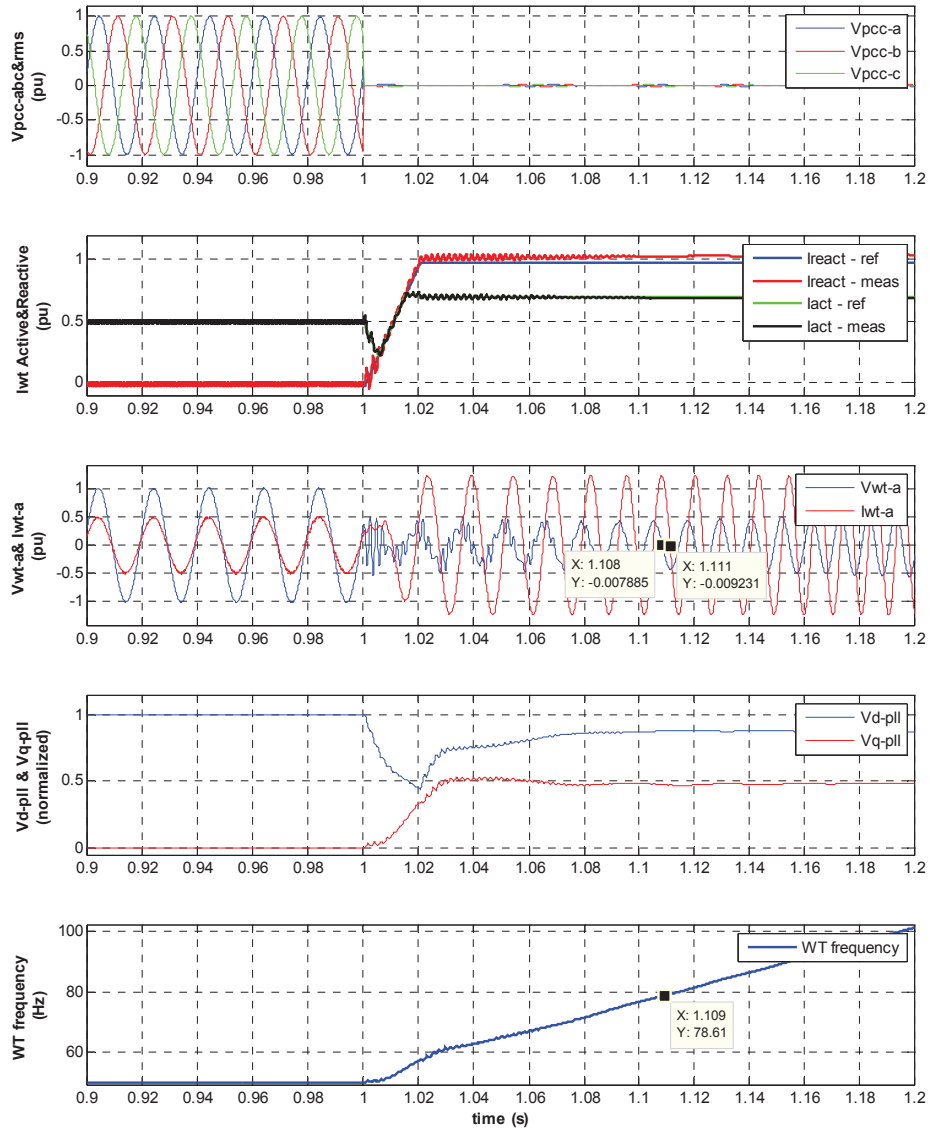 Vpcc-abc&rms
(pu)
1
0.5
0
-0.5
-1
Vpcc-a
Vpcc-b
Vpcc-c
0.9 0.92 0.94 0.96 0.98 1 1.02 1.04 1.06 1.08 1.1 1.12 1.14 1.16 1.18 1.2
Iwt Active&Reactive
(pu)
1
0.5
0
Ireact - ref
Ireact - meas
Iact - ref
Iact - meas
0.9 0.92 0.94 0.96 0.98 1 1.02 1.04 1.06 1.08 1.1 1.12 1.14 1.16 1.18 1.2
Vwt-a& Iwt-a
(pu)
1
0.5
0
-0.5
-1
Vwt-a
Iwt-a
X: 1.108
Y: -0.007885
X: 1.111
Y: -0.009231
0.9 0.92 0.94 0.96 0.98 1 1.02 1.04 1.06 1.08 1.1 1.12 1.14 1.16 1.18 1.2
Vd-pll & Vq-pll
(normalized)
1
0.5
0
Vd-pll
Vq-pll
0.9 0.92 0.94 0.96 0.98 1 1.02 1.04 1.06 1.08 1.1 1.12 1.14 1.16 1.18 1.2
WT frequency
(Hz)
100
80
60
WT frequency
X: 1.109
Y: 78.61
0.9 0.92 0.94 0.96 0.98 1 1.02 1.04 1.06 1.08 1.1 1.12 1.14 1.16 1.18 1.2
time (s)